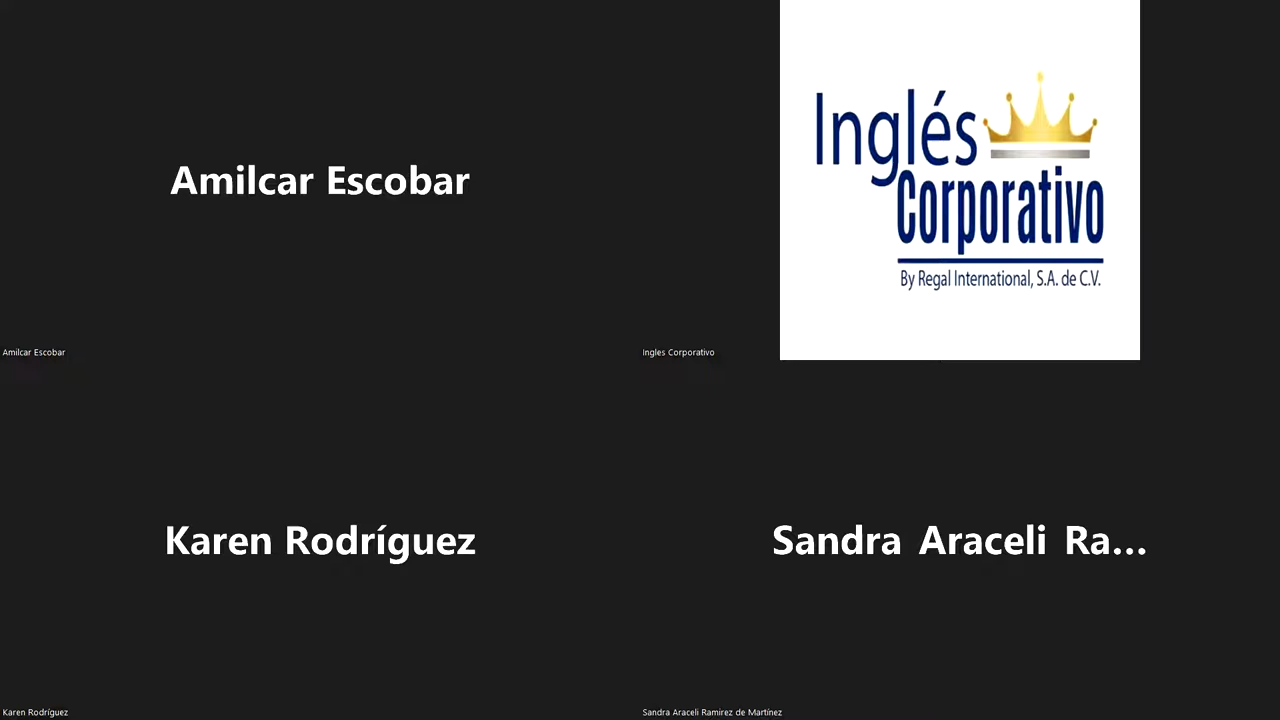 Amilcar Escobar
Amilcar Escobar
Inglés
Corporativo
By Regal International, S.A. de C.V.
Ingles Corporativo
Karen Rodríguez
Karen Rodríguez
Sandra Araceli Ra...
Sandra Araceli Ramirez de Martínez